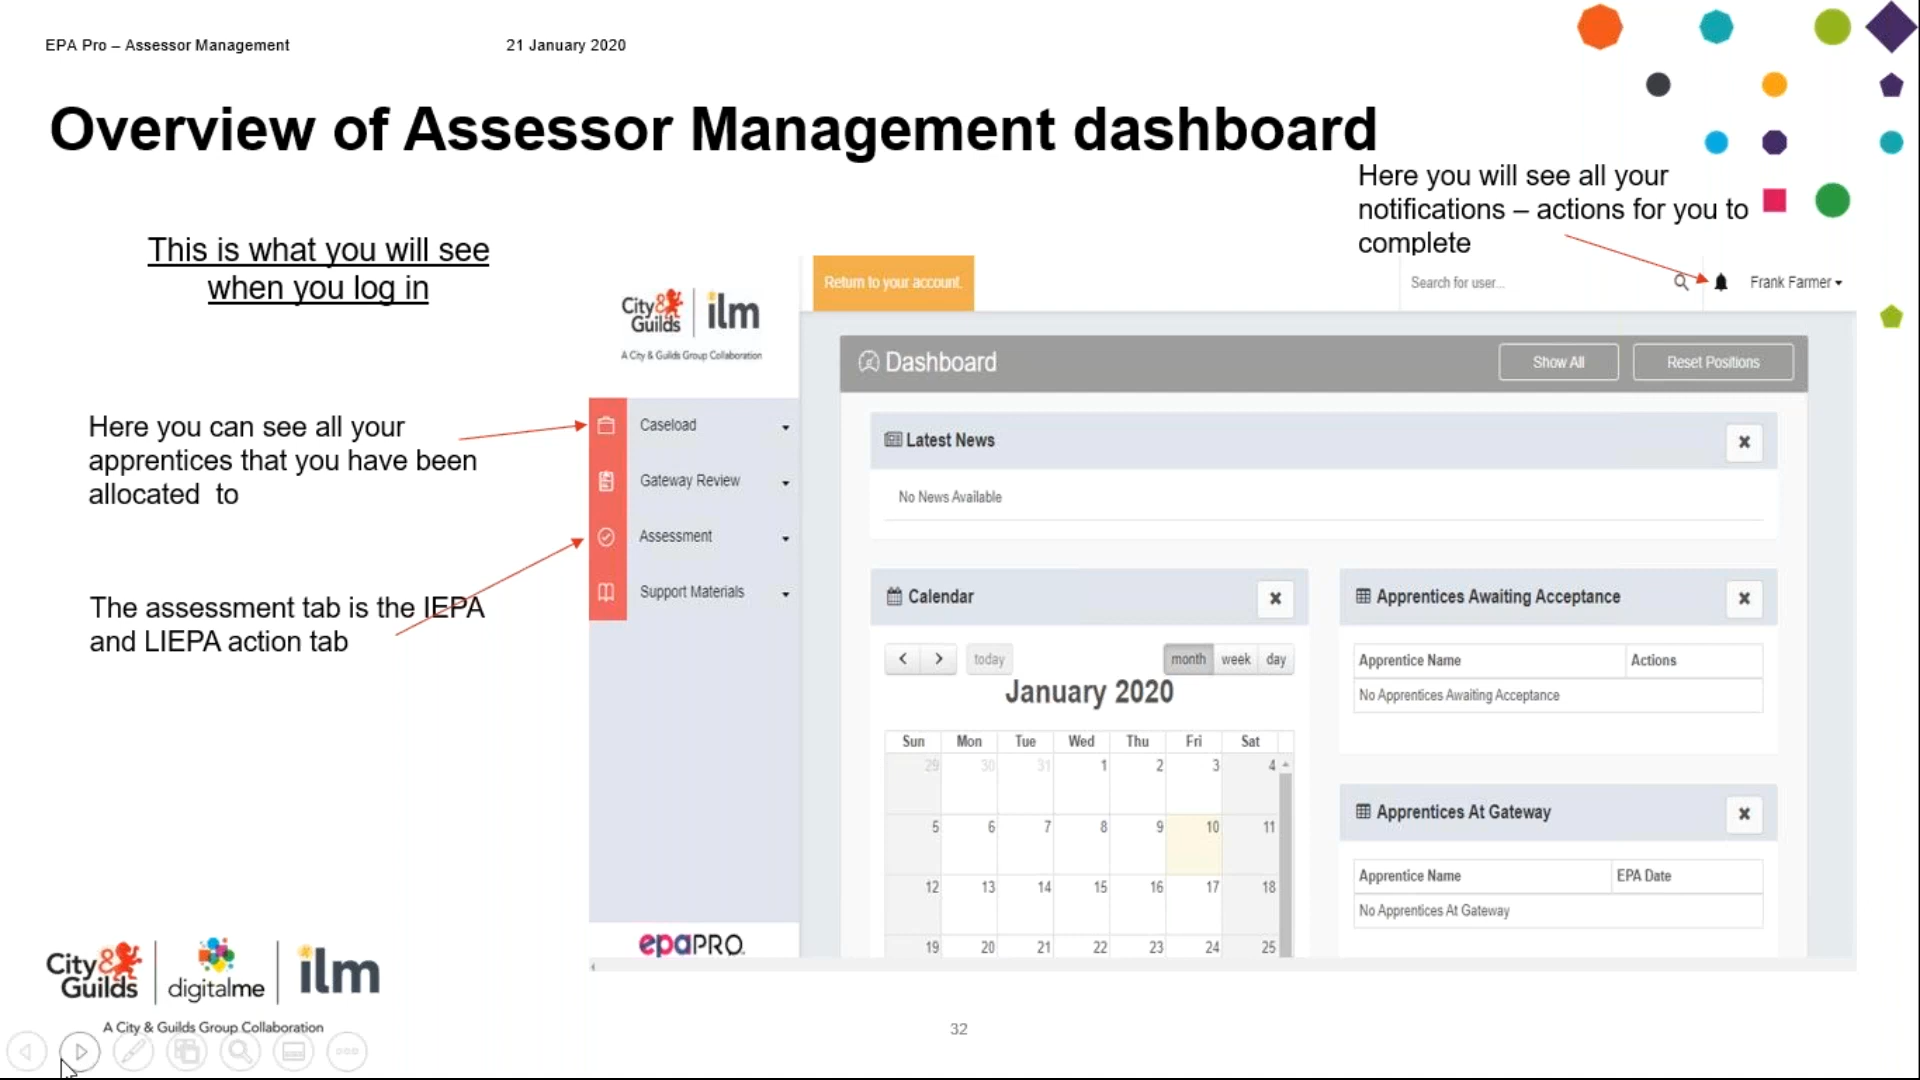 EPA Pro – Assessor Management
21 January 2020
Overview of Assessor Management dashboard
Here you will see all your
notifications – actions for you to
complete
This is what you will see
when you log in
Here you can see all your
apprentices that you have been
allocated  to
The assessment tab is the IEPA
and LIEPA action tab
City &
Guilds
ilm
A City & Guilds Group Collaboration
Return to your account.
Search for user...
Frank Farmer
Caseload
Gateway Review
Assessment
Support Materials
epaPRO.
Dashboard
Show All
Reset Positions
Latest News
No News Available
Calendar
today
month week day
January 2020
Sun Mon Tue Wed Thu Fri Sat
29 30 31 1 2 3 4
5 6 7 8 9 10 11
12 13 14 15 16 17 18
19 20 21 22 23 24 25
Apprentices Awaiting Acceptance
Apprentice Name Actions
No Apprentices Awaiting Acceptance
Apprentices At Gateway
Apprentice Name EPA Date
No Apprentices At Gateway
City &
Guilds
digitalme
ilm
A City & Guilds Group Collaboration
32